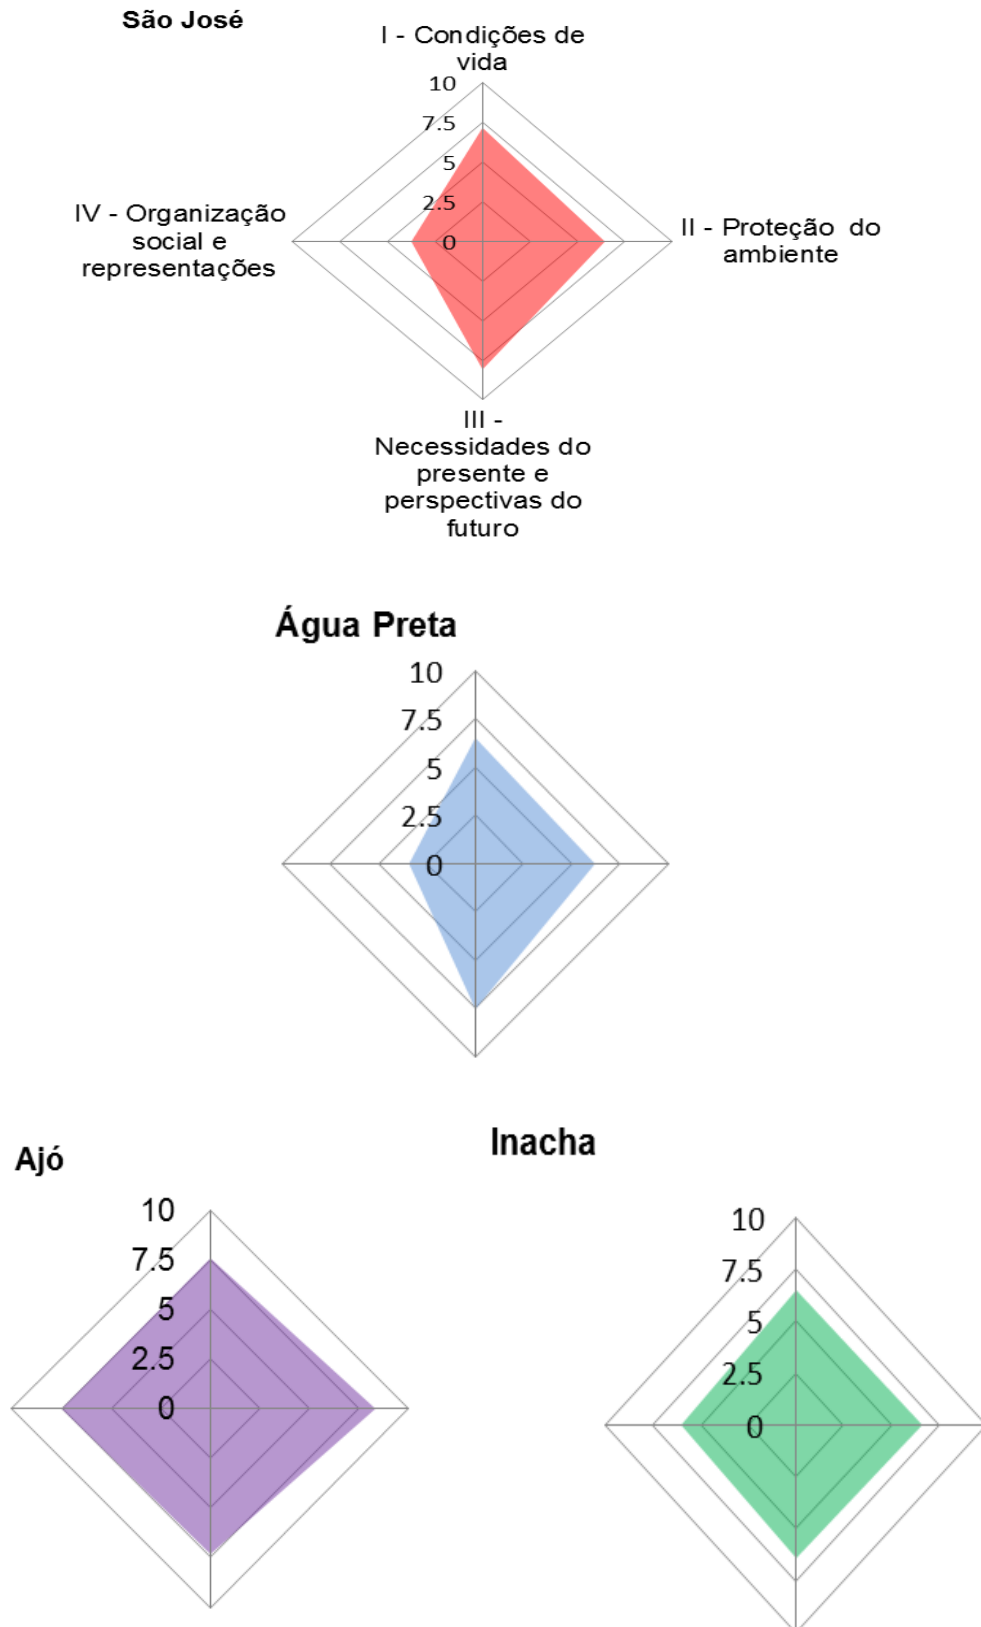 São José
I - Condições de
vida
10
7.5
5
2.5
0
IV - Organização
social e
representações
II - Proteção do
ambiente
III -
Necessidades do
presente e
perspectivas do
futuro
Água Preta
10
7.5
5
2.5
0
Ajó
10
7.5
5
2.5
0
Inacha
10
7.5
5
2.5
0